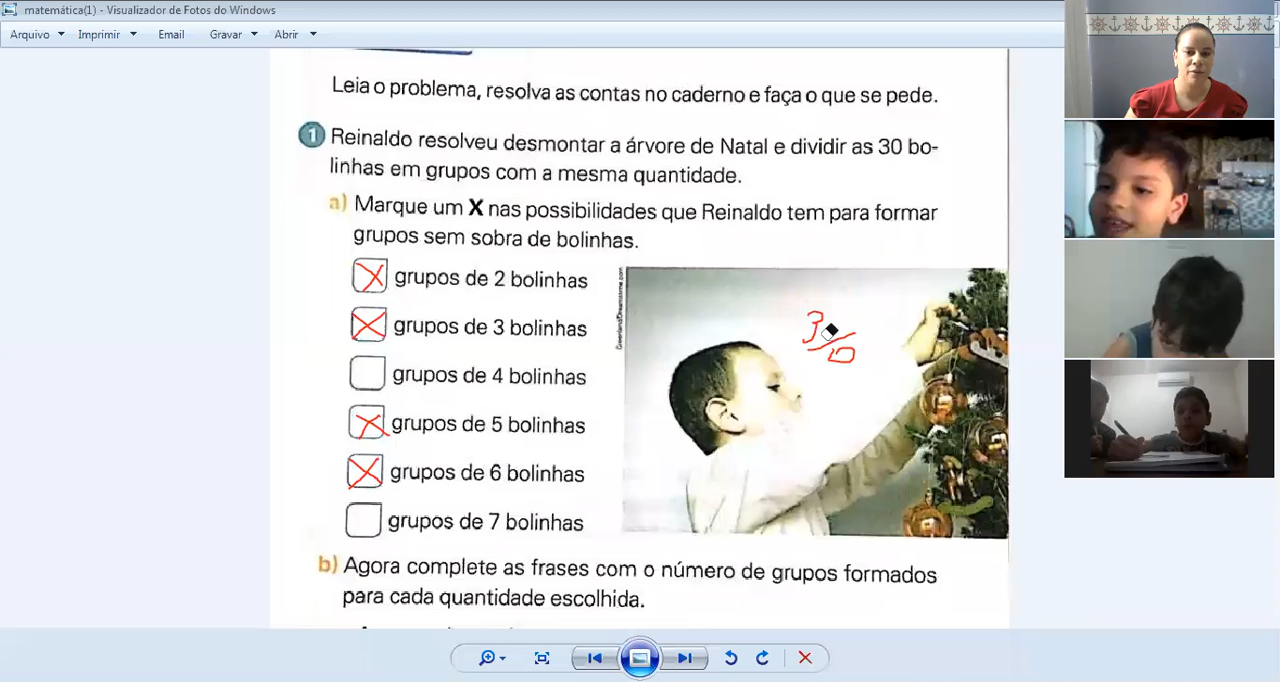 matemática(1) - Visualizador de Fotos do Windows
Arquivo Imprimir Email Gravar Abrir
Leia o problema, resolva as contas no caderno e faça o que se pede.
1 Reinaldo resolveu desmontar a árvore de Natal e dividir as 30 bo-
linhas em grupos com a mesma quantidade.
a) Marque um X nas possibilidades que Reinaldo tem para formar
grupos sem sobra de bolinhas.
X grupos de 2 bolinhas
X grupos de 3 bolinhas
grupos de 4 bolinhas
X grupos de 5 bolinhas
X grupos de 6 bolinhas
grupos de 7 bolinhas
Greenland/Dreamstime.com
b) Agora complete as frases com o número de grupos formados
para cada quantidade escolhida.